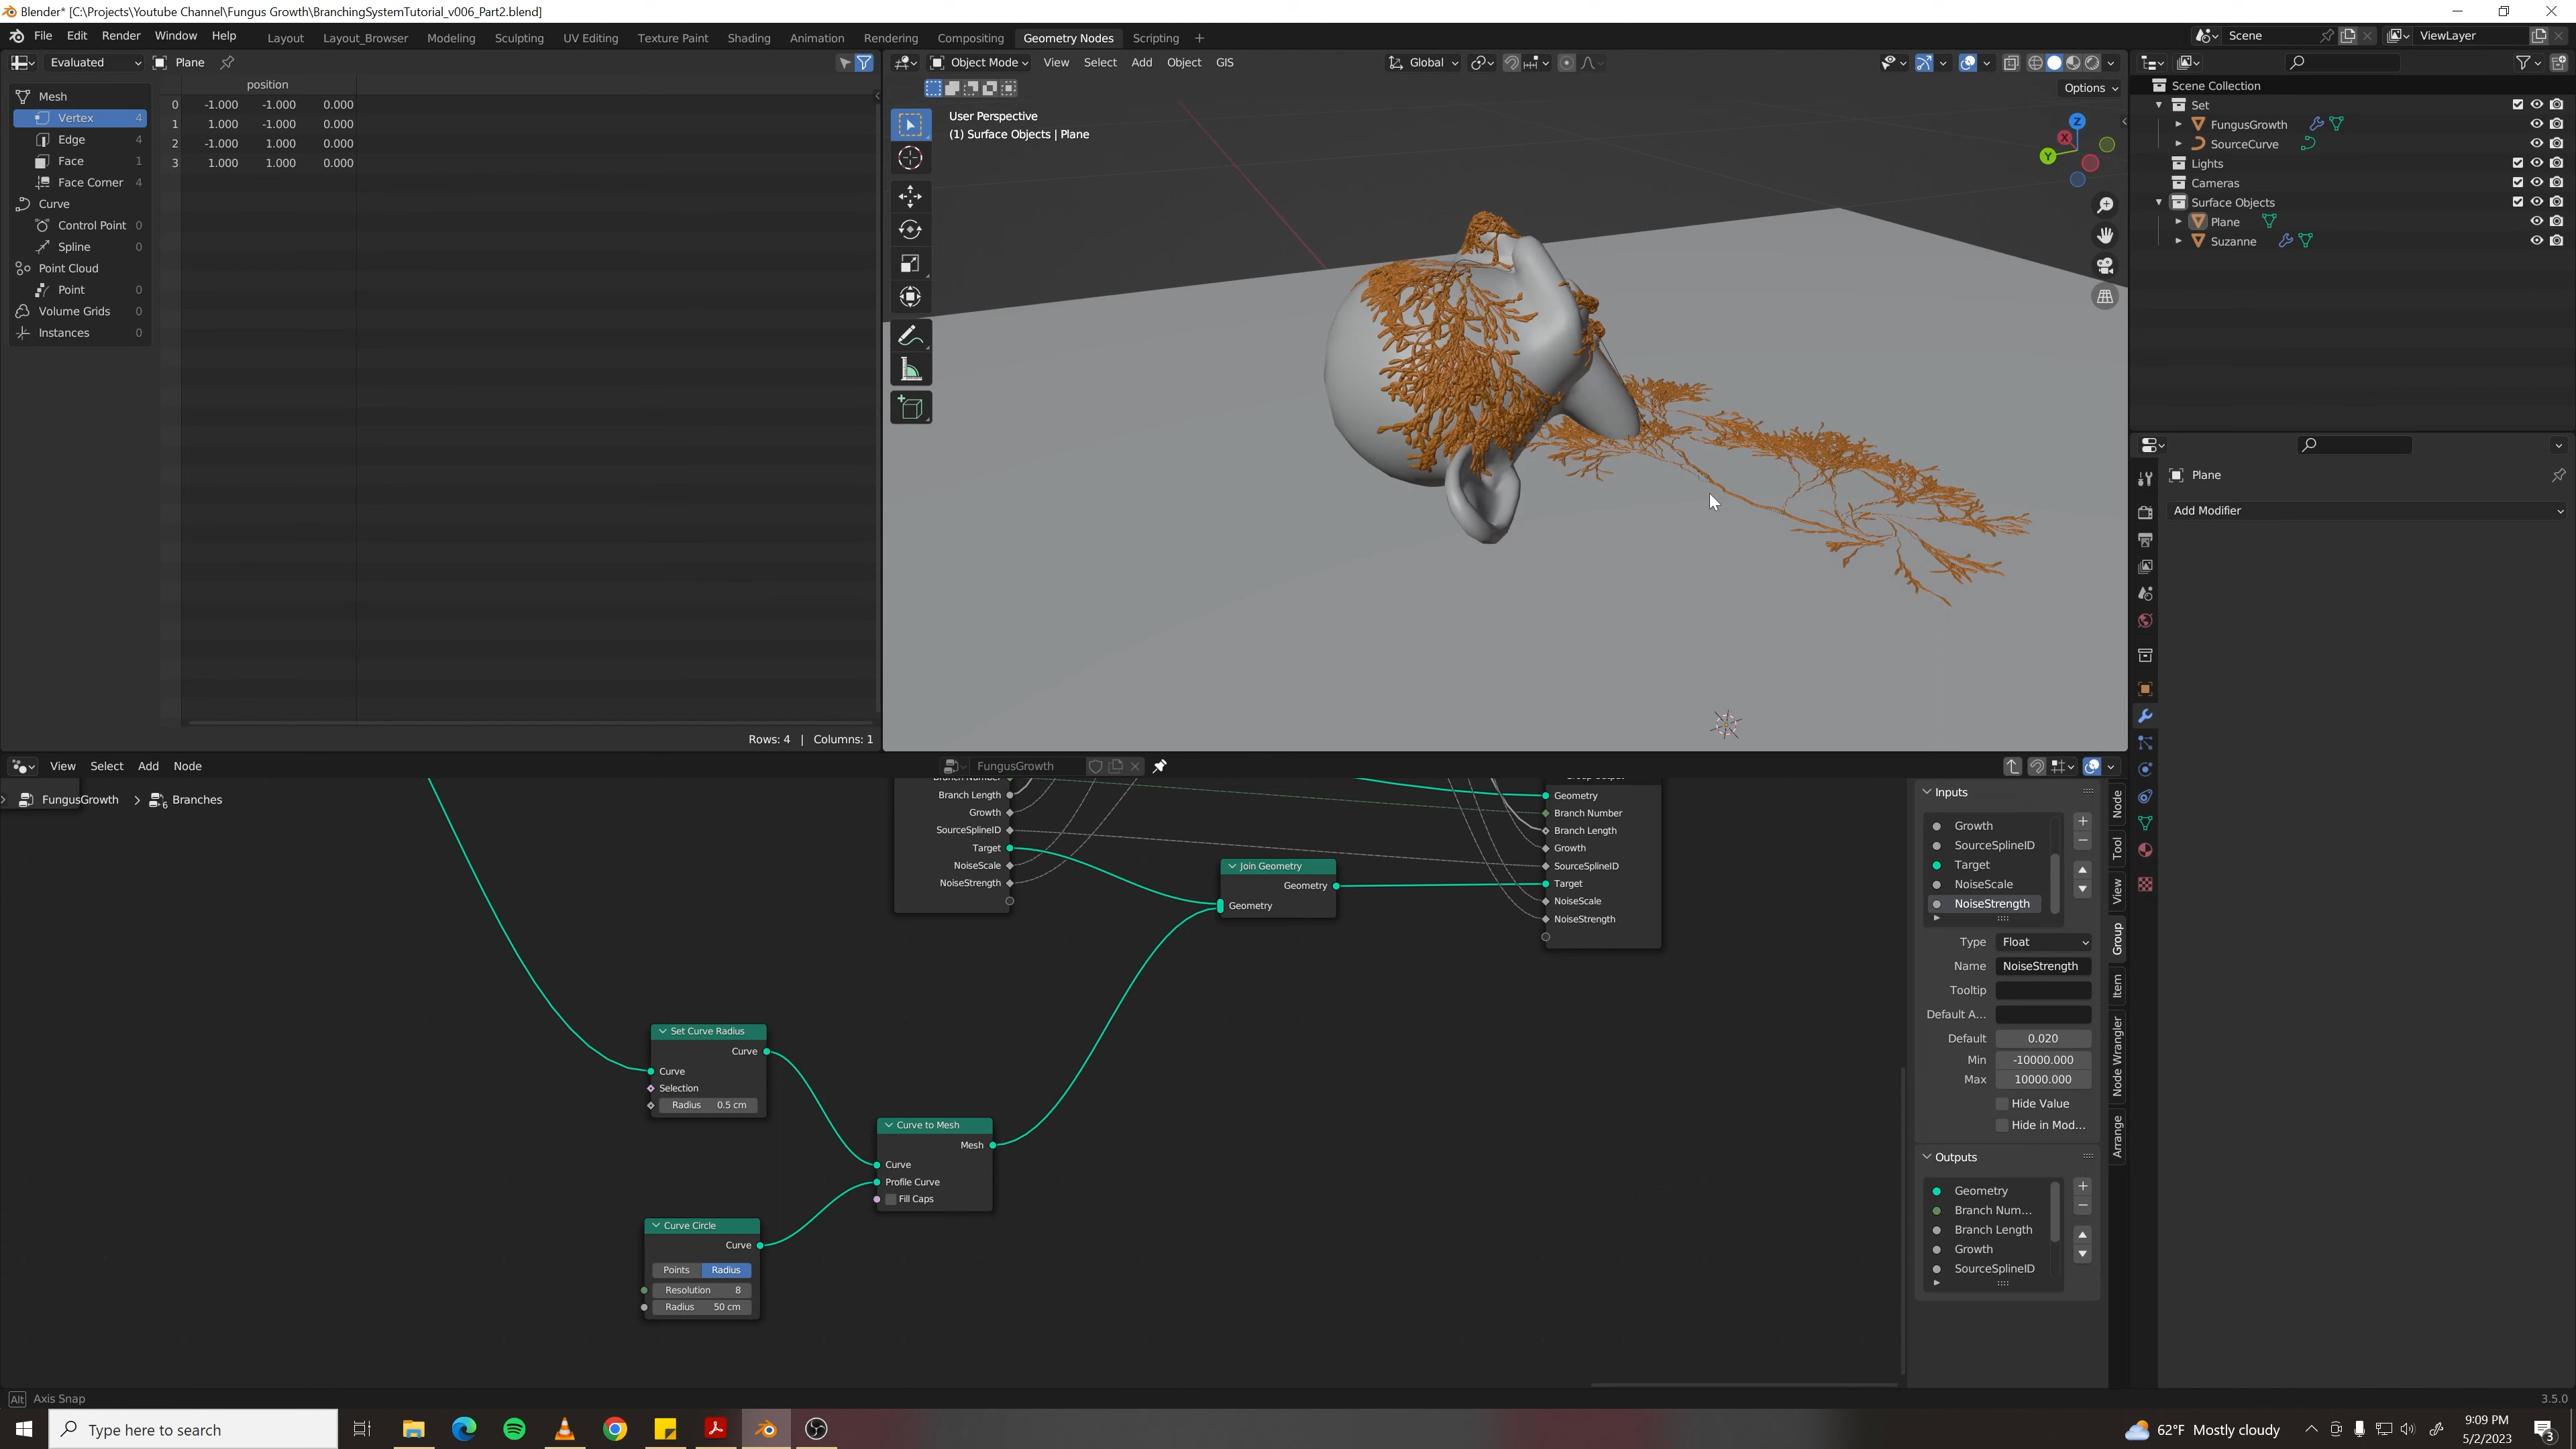 Blender* [C:\Projects\Youtube Channel\Fungus Growth\BranchingSystemTutorial_v006_Part2.blend]
File Edit Render Window Help Layout Layout_Browser Modeling Sculpting UV Editing Texture Paint Shading Animation Rendering Compositing Geometry Nodes Scripting + Scene ViewLayer
Evaluated Plane
Object Mode View Select Add Object GIS Global
Options
position
0 -1.000 -1.000 0.000
1 1.000 -1.000 0.000
2 -1.000 1.000 0.000
3 1.000 1.000 0.000
Mesh
Vertex 4
Edge 4
Face 1
Face Corner 4
Curve
Control Point 0
Spline 0
Point Cloud
Point 0
Volume Grids 0
Instances 0
Rows: 4 | Columns: 1
User Perspective
(1) Surface Objects | Plane
Z
X
Y
Scene Collection
Set
FungusGrowth
SourceCurve
Lights
Cameras
Surface Objects
Plane
Suzanne
Plane
Add Modifier
View Select Add Node FungusGrowth
FungusGrowth > Branches
6
Branch Number
Branch Length
Growth
SourceSplineID
Target
NoiseScale
NoiseStrength
Join Geometry
Geometry
Geometry
Group Output
Geometry
Branch Number
Branch Length
Growth
SourceSplineID
Target
NoiseScale
NoiseStrength
Set Curve Radius
Curve
Curve
Selection
Radius 0.5 cm
Curve to Mesh
Mesh
Curve
Profile Curve
Fill Caps
Curve Circle
Curve
Points Radius
Resolution 8
Radius 50 cm
Inputs
Growth
SourceSplineID
Target
NoiseScale
NoiseStrength
Type Float
Name NoiseStrength
Tooltip
Default A...
Default 0.020
Min -10000.000
Max 10000.000
Hide Value
Hide in Mod...
Outputs
Geometry
Branch Num...
Branch Length
Growth
SourceSplineID
Node
Tool
View
Group
Item
Node Wrangler
Arrange
Alt Axis Snap
3.5.0
Type here to search
62°F Mostly cloudy
9:09 PM
5/2/2023
3